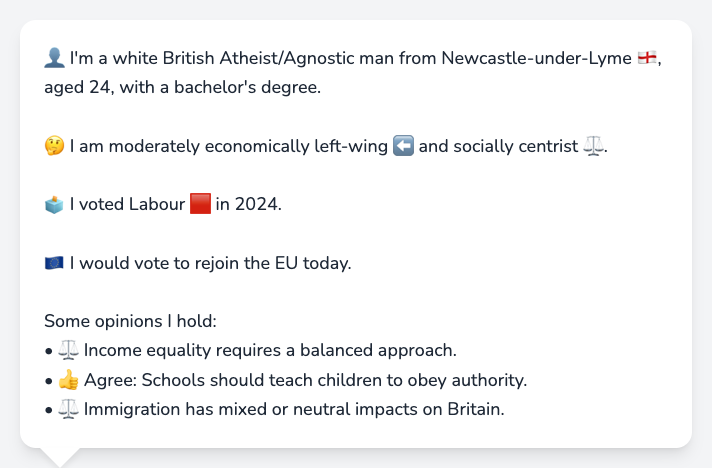 👤 I'm a white British Atheist/Agnostic man from Newcastle-under-Lyme 🏴󠁧󠁢󠁥󠁮󠁧󠁿,
aged 24, with a bachelor's degree.
🤔 I am moderately economically left-wing ⬅️ and socially centrist ⚖️.
🗳️ I voted Labour 🟥 in 2024.
🇪🇺 I would vote to rejoin the EU today.
Some opinions I hold:
• ⚖️ Income equality requires a balanced approach.
• 👍 Agree: Schools should teach children to obey authority.
• ⚖️ Immigration has mixed or neutral impacts on Britain.